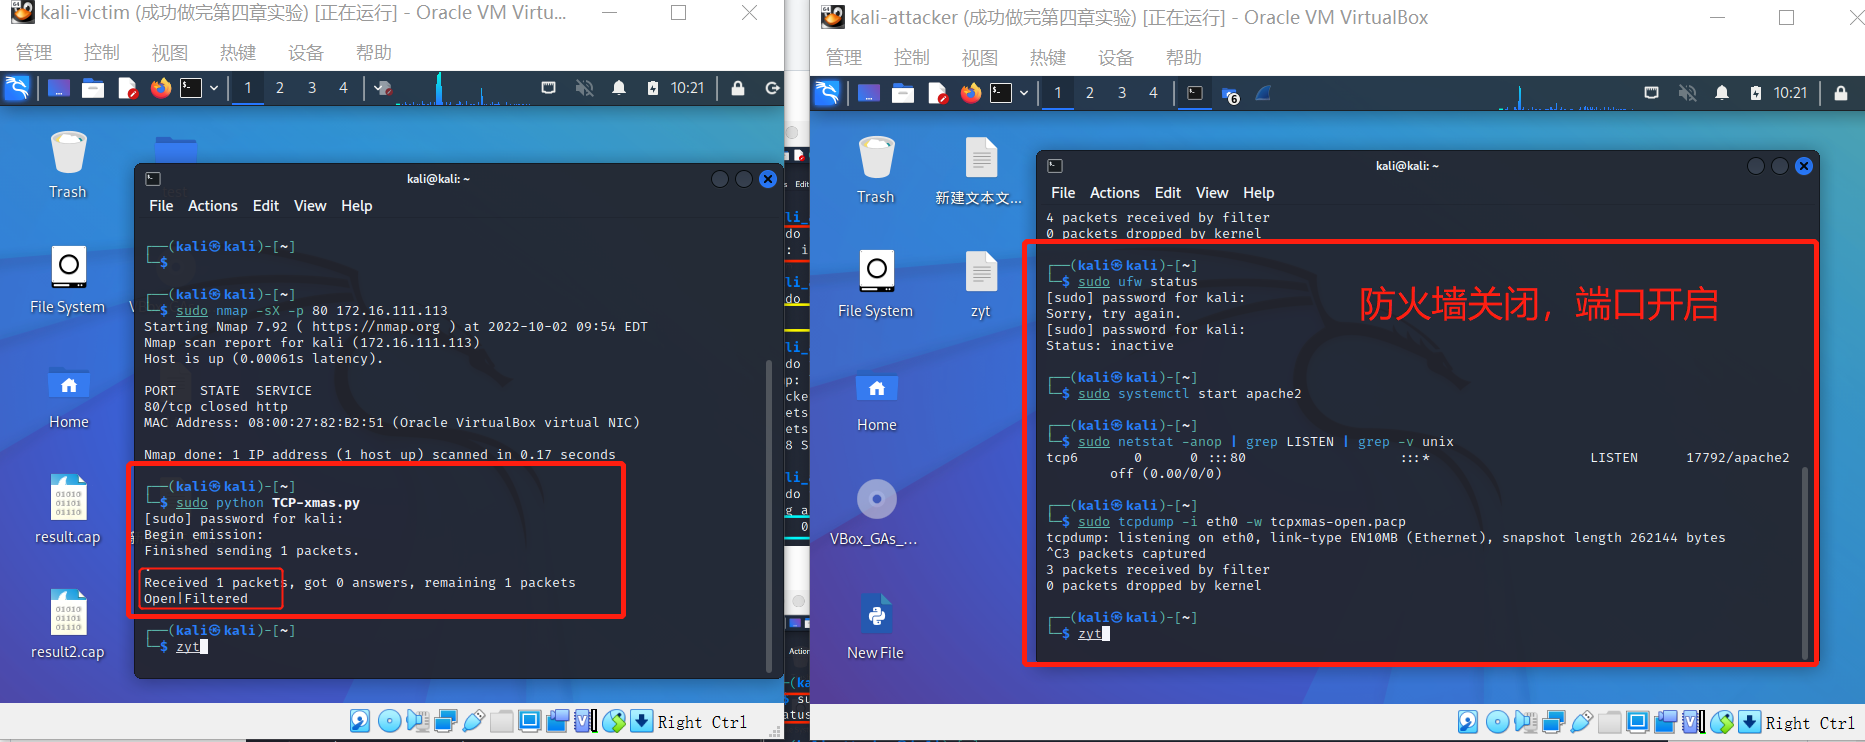 kali-victim (成功做完第四章实验) [正在运行] - Oracle VM Virtu...
管理 控制 视图 热键 设备 帮助
1 2 3 4 10:21
Trash
File System
Home
result.cap
result2.cap
kali@kali: ~
File Actions Edit View Help
┌──(kali㉿kali)-[~]
└─$
┌──(kali㉿kali)-[~]
└─$ sudo nmap -sX -p 80 172.16.111.113
Starting Nmap 7.92 ( https://nmap.org ) at 2022-10-02 09:54 EDT
Nmap scan report for kali (172.16.111.113)
Host is up (0.00061s latency).
PORT   STATE  SERVICE
80/tcp closed http
MAC Address: 08:00:27:82:B2:51 (Oracle VirtualBox virtual NIC)
Nmap done: 1 IP address (1 host up) scanned in 0.17 seconds
┌──(kali㉿kali)-[~]
└─$ sudo python TCP-xmas.py
[sudo] password for kali:
Begin emission:
Finished sending 1 packets.
.
Received 1 packets, got 0 answers, remaining 1 packets
Open|Filtered
┌──(kali㉿kali)-[~]
└─$ zyt
Right Ctrl
kali-attacker (成功做完第四章实验) [正在运行] - Oracle VM VirtualBox
管理 控制 视图 热键 设备 帮助
1 2 3 4 6 10:21
Trash
新建文本文...
File System
zyt
Home
VBox_GAs_...
New File
kali@kali: ~
File Actions Edit View Help
4 packets received by filter
0 packets dropped by kernel
┌──(kali㉿kali)-[~]
└─$ sudo ufw status
[sudo] password for kali:
Sorry, try again.
[sudo] password for kali:
Status: inactive
防火墙关闭，端口开启
┌──(kali㉿kali)-[~]
└─$ sudo systemctl start apache2
┌──(kali㉿kali)-[~]
└─$ sudo netstat -anop | grep LISTEN | grep -v unix
tcp6       0      0 :::80                   :::*                    LISTEN      17792/apache2
off (0.00/0/0)
┌──(kali㉿kali)-[~]
└─$ sudo tcpdump -i eth0 -w tcpxmas-open.pacp
tcpdump: listening on eth0, link-type EN10MB (Ethernet), snapshot length 262144 bytes
^C3 packets captured
3 packets received by filter
0 packets dropped by kernel
┌──(kali㉿kali)-[~]
└─$ zyt
Right Ctrl